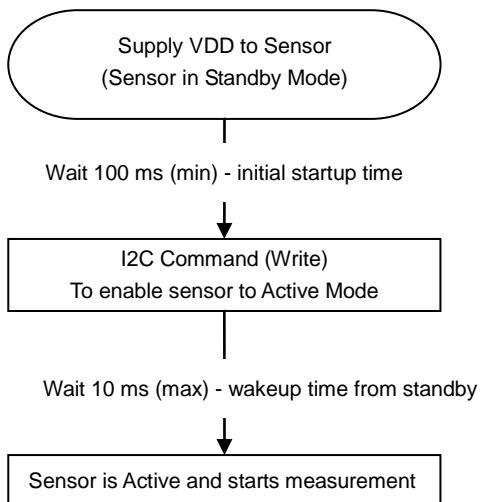 Supply VDD to Sensor
(Sensor in Standby Mode)
Wait 100 ms (min) - initial startup time
I2C Command (Write)
To enable sensor to Active Mode
Wait 10 ms (max) - wakeup time from standby
Sensor is Active and starts measurement